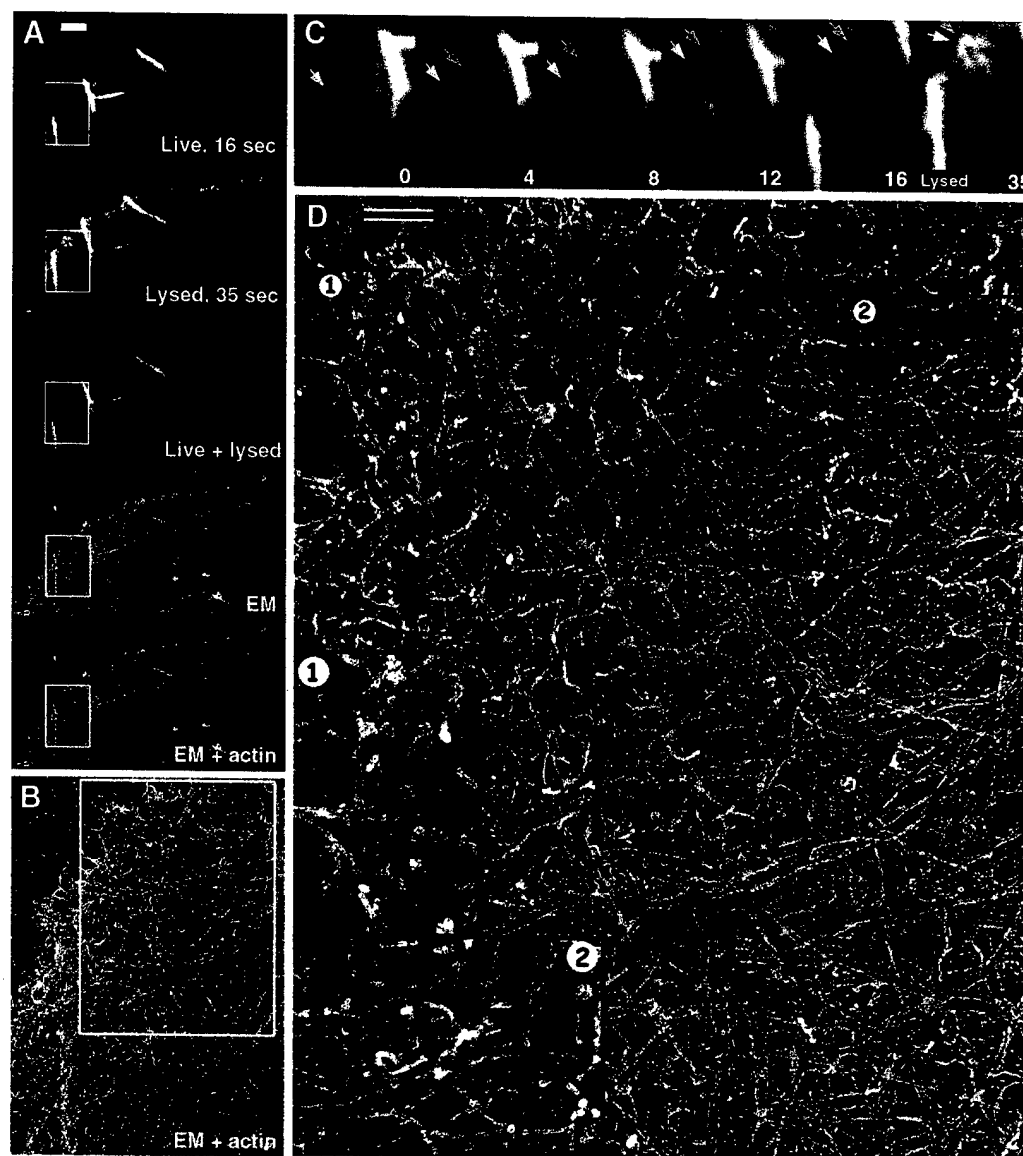 A
Live. 16 sec
Lysed. 35 sec
Live + lysed
EM
EM + actin
B
EM + actin
C
0 4 8 12 16 Lysed 35
D
1
2
1
2